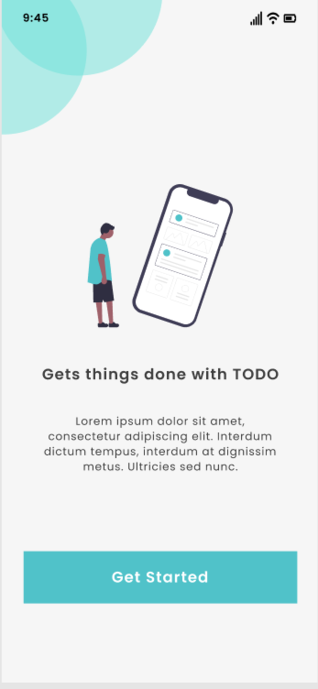 9:45
Gets things done with TODO
Lorem ipsum dolor sit amet,
consectetur adipiscing elit. Interdum
dictum tempus, interdum at dignissim
metus. Ultricies sed nunc.
Get Started